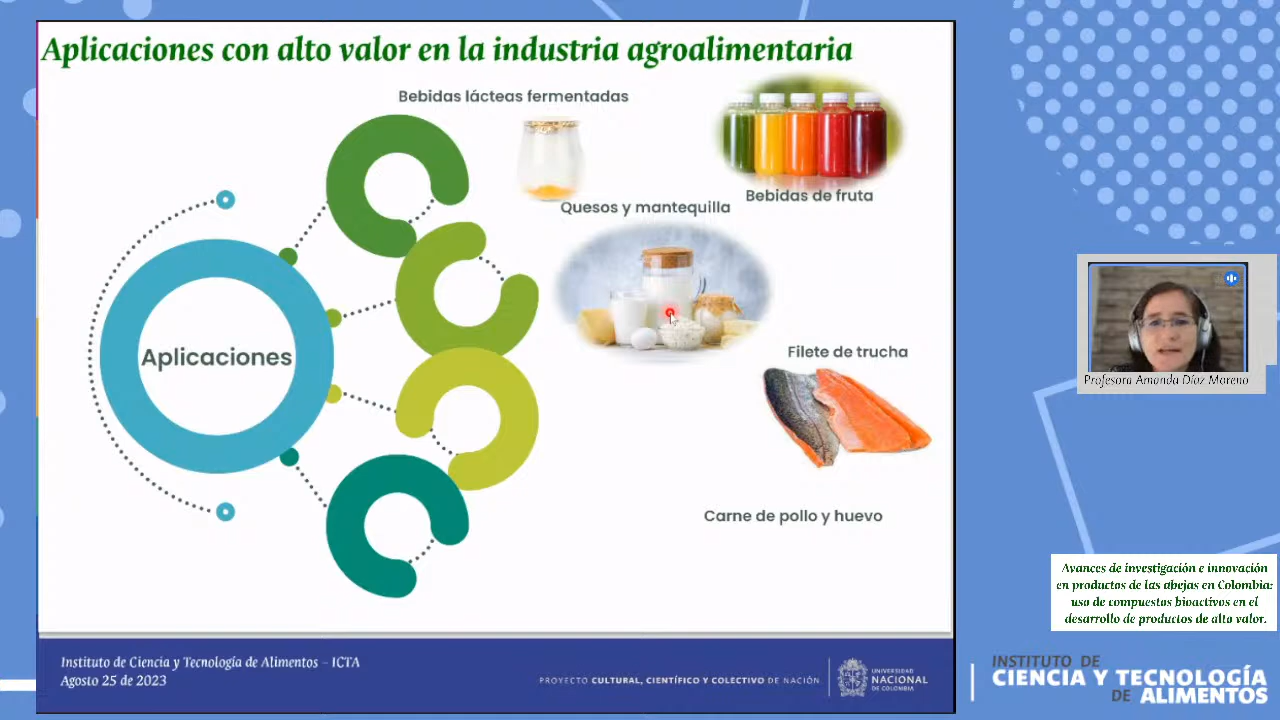 Aplicaciones con alto valor en la industria agroalimentaria
Bebidas lácteas fermentadas
Bebidas de fruta
Quesos y mantequilla
Aplicaciones
Filete de trucha
Carne de pollo y huevo
Profesora Amanda Díaz Moreno
Avances de investigación e innovación
en productos de las abejas en Colombia:
uso de compuestos bioactivos en el
desarrollo de productos de alto valor.
Instituto de Ciencia y Tecnología de Alimentos – ICTA
Agosto 25 de 2023
PROYECTO CULTURAL, CIENTÍFICO Y COLECTIVO DE NACIÓN
UNIVERSIDAD
NACIONAL
DE COLOMBIA
INSTITUTO DE
CIENCIA Y TECNOLOGÍA
DE ALIMENTOS